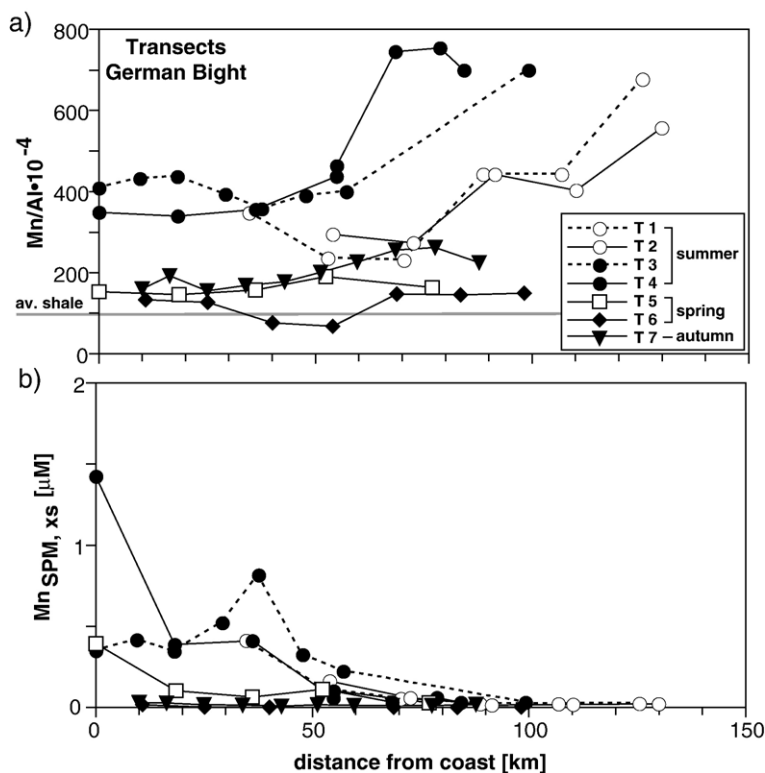 a)
Transects
German Bight
Mn/Al•10⁻⁴
800
600
400
200
0
av. shale
T 1
T 2
T 3
T 4
summer
T 5
T 6
spring
T 7 – autumn
b)
Mn SPM, xs [µM]
2
1
0
0 50 100 150
distance from coast [km]